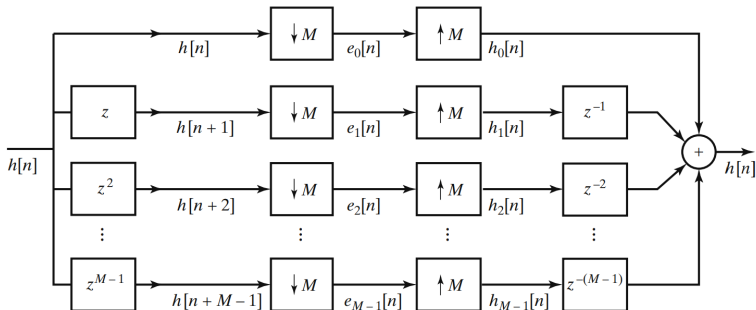 ↓ M ↑ M
h[n] e₀[n] h₀[n]
z ↓ M ↑ M z⁻¹
h[n + 1] e₁[n] h₁[n]
h[n] + h[n]
z² ↓ M ↑ M z⁻²
h[n + 2] e₂[n] h₂[n]
⋮ ⋮ ⋮ ⋮
z^{M−1} ↓ M ↑ M z^{−(M−1)}
h[n + M−1] e_{M−1}[n] h_{M−1}[n]